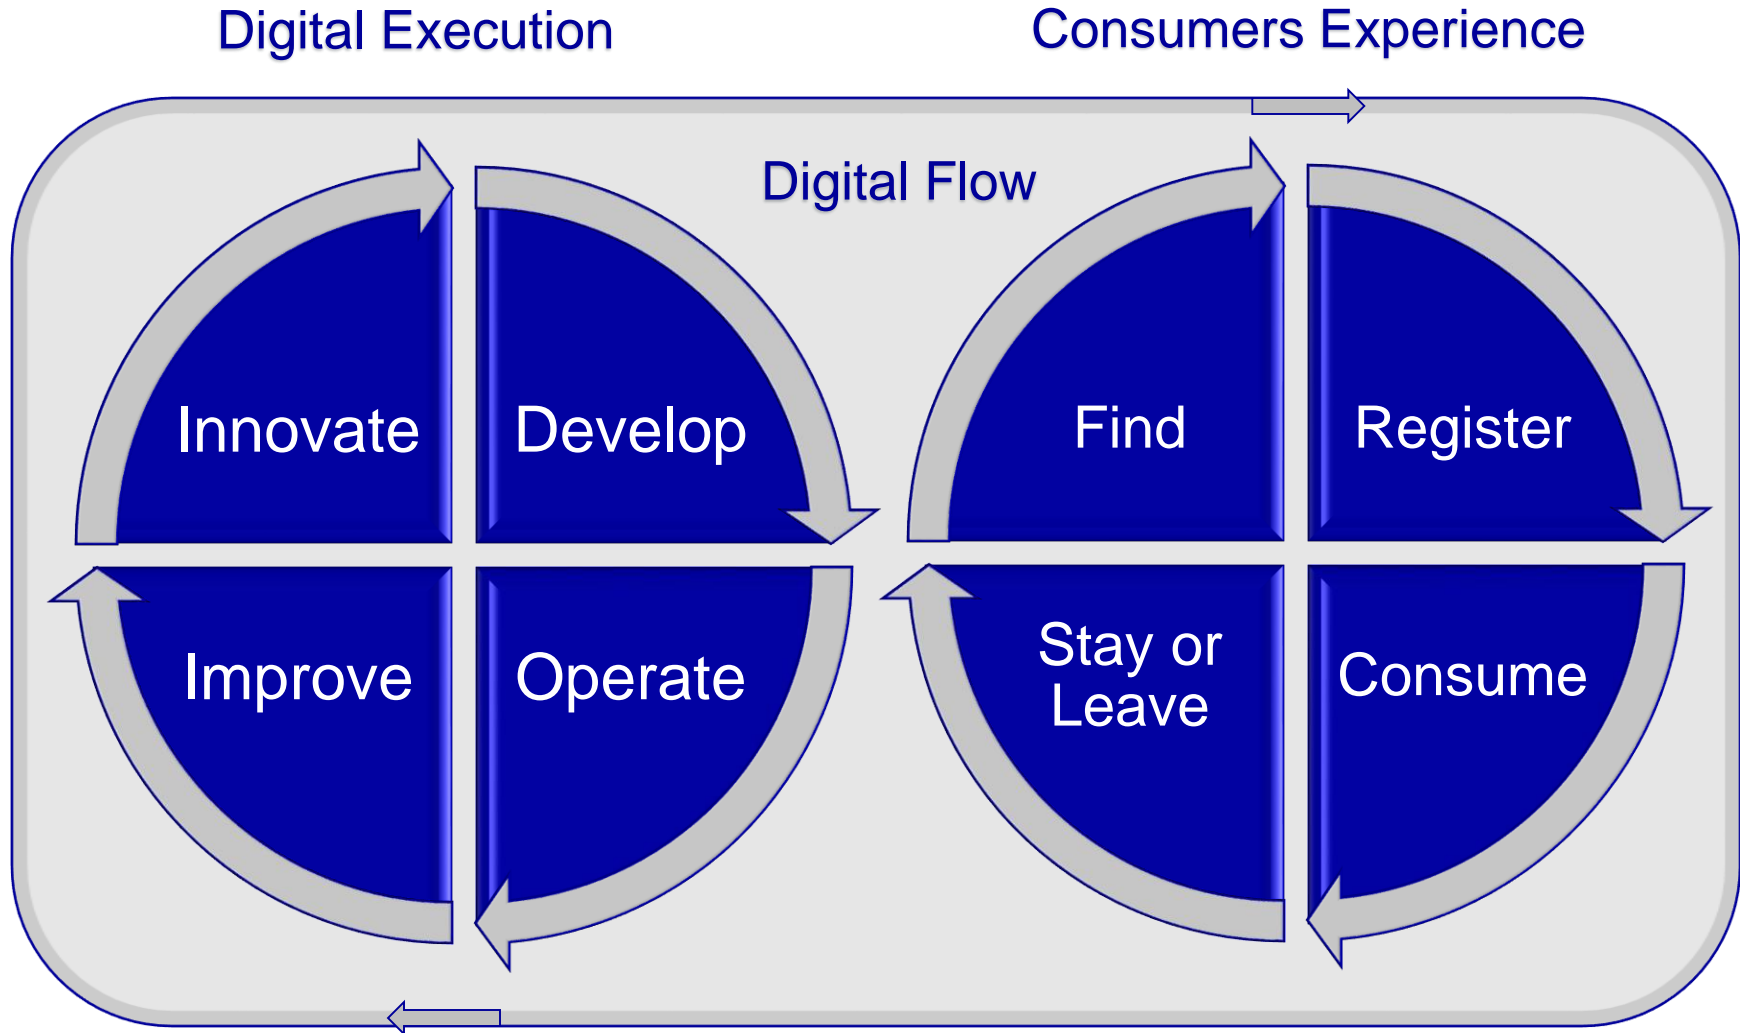 Digital Execution
Consumers Experience
Digital Flow
Innovate
Develop
Improve
Operate
Find
Register
Stay or
Leave
Consume